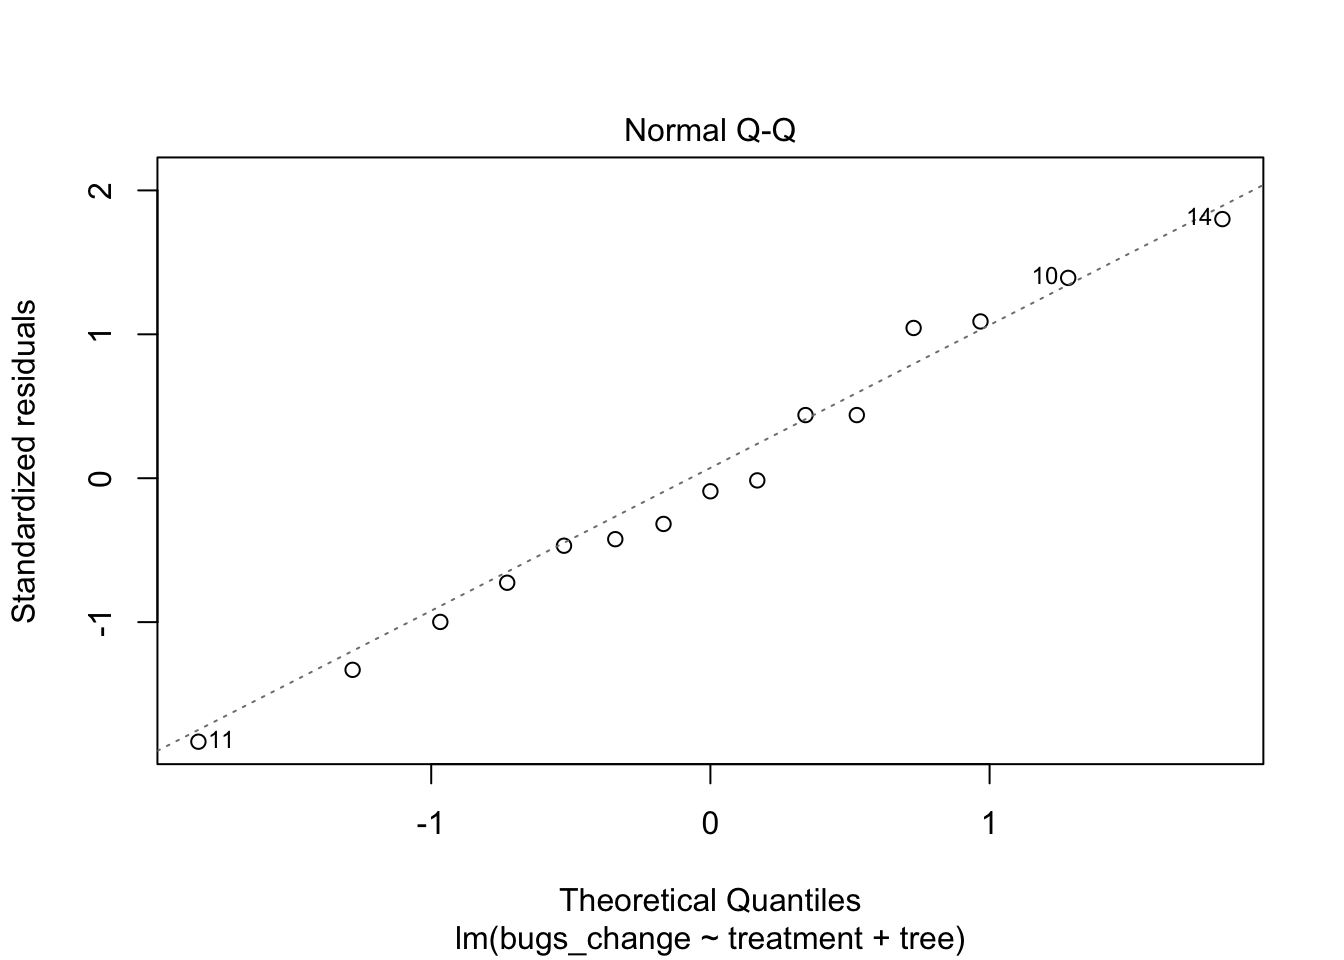 Normal Q-Q
Standardized residuals
2
1
0
-1
14
10
11
-1 0 1
Theoretical Quantiles
lm(bugs_change ~ treatment + tree)